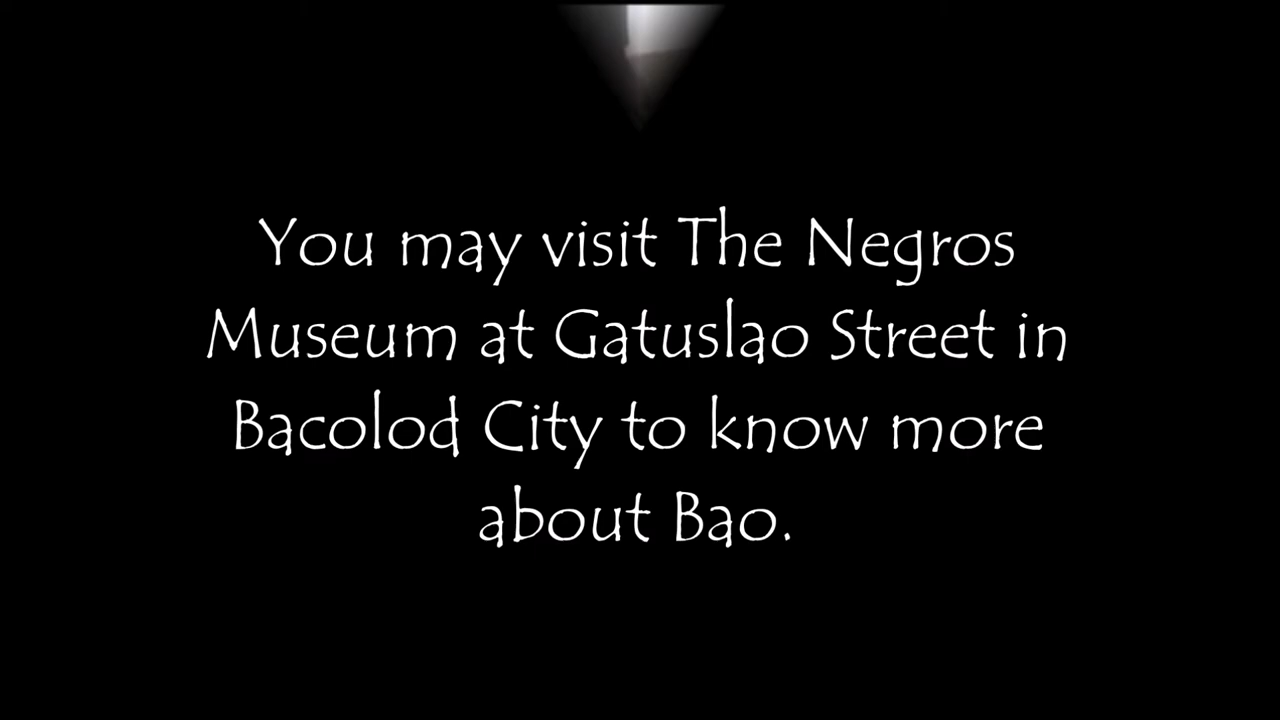 You may visit The Negros
Museum at Gatuslao Street in
Bacolod City to know more
about Bao.